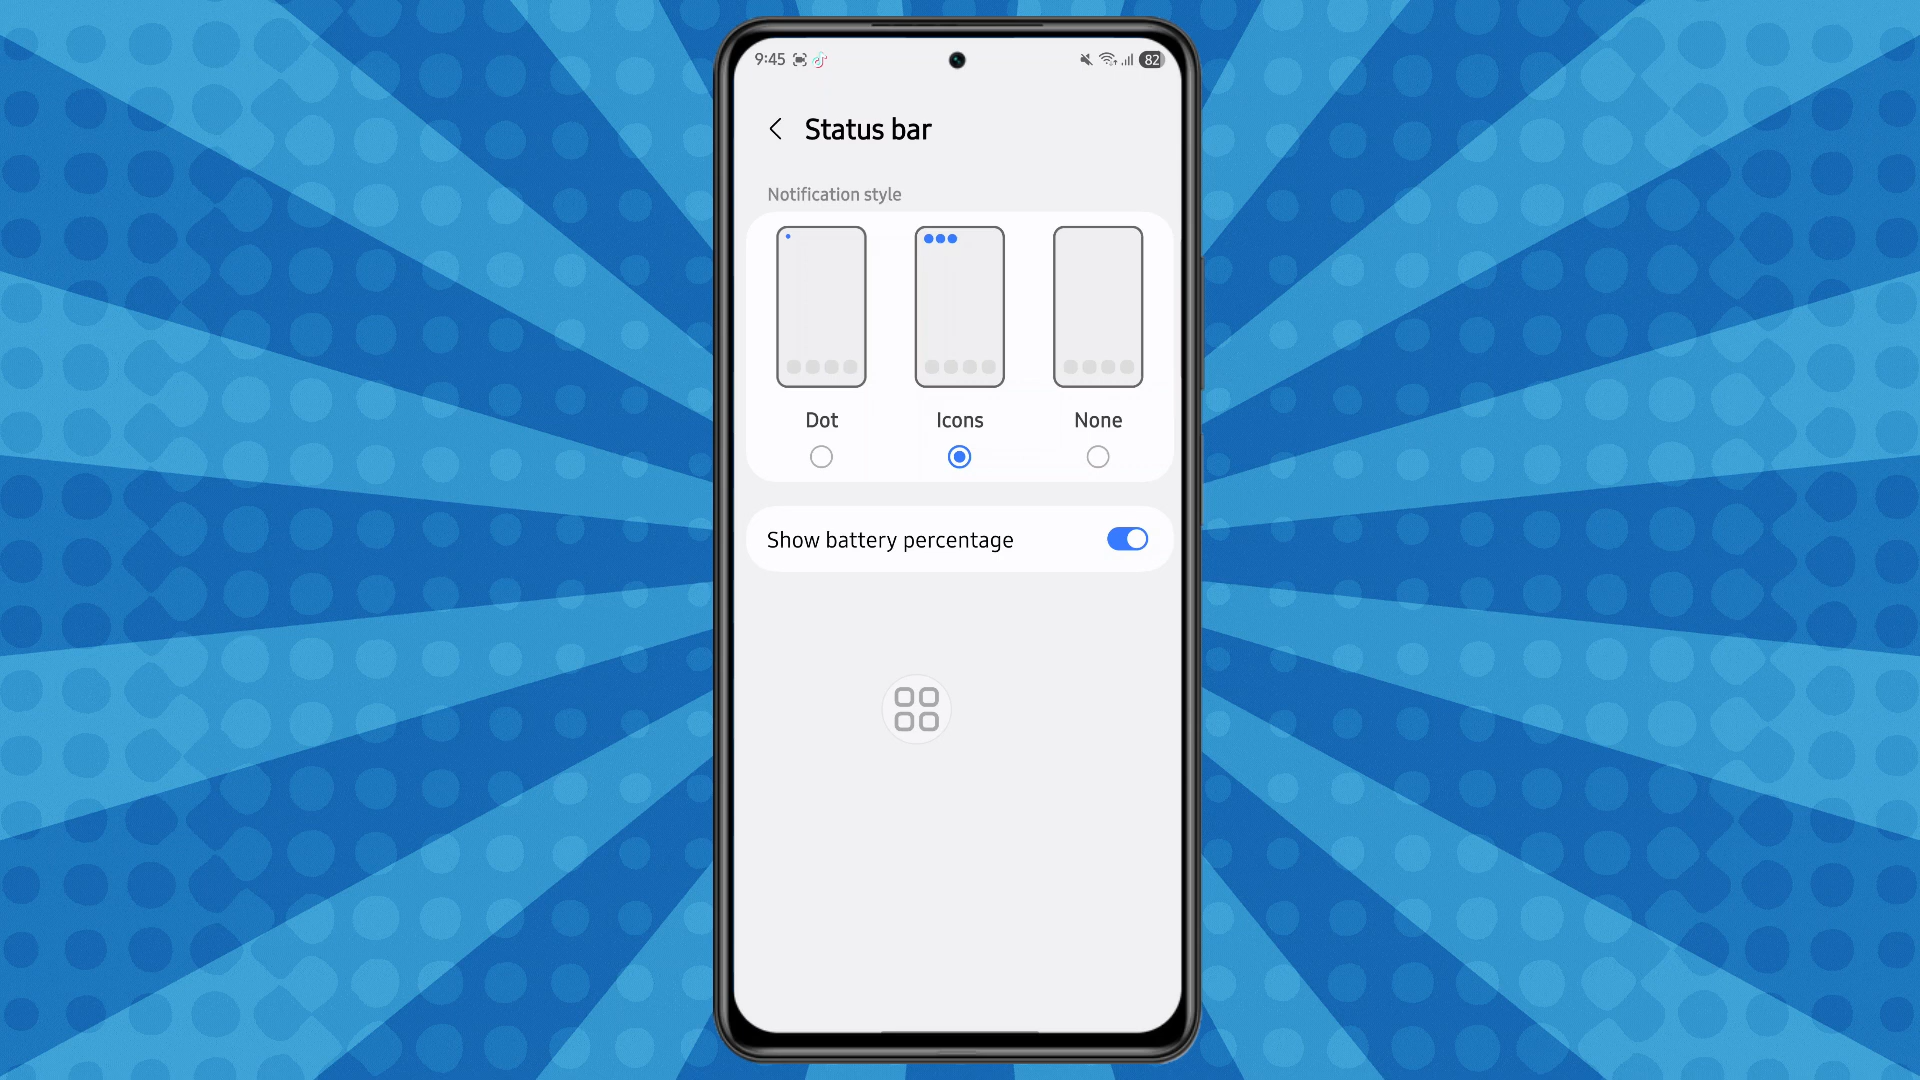 9:45 82
Status bar
Notification style
Dot Icons None
Show battery percentage